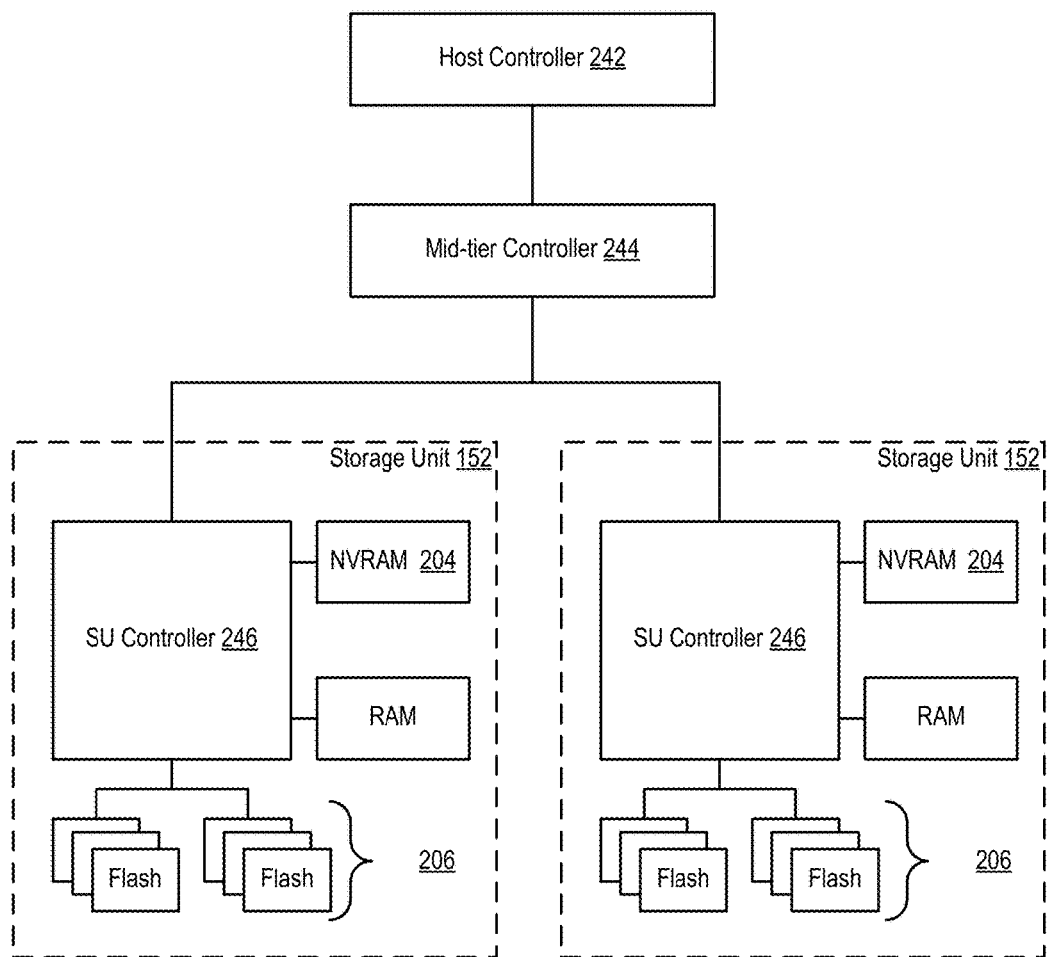 Host Controller 242
Mid-tier Controller 244
Storage Unit 152
SU Controller 246
NVRAM 204
RAM
Flash
Flash
206
Storage Unit 152
SU Controller 246
NVRAM 204
RAM
Flash
Flash
206